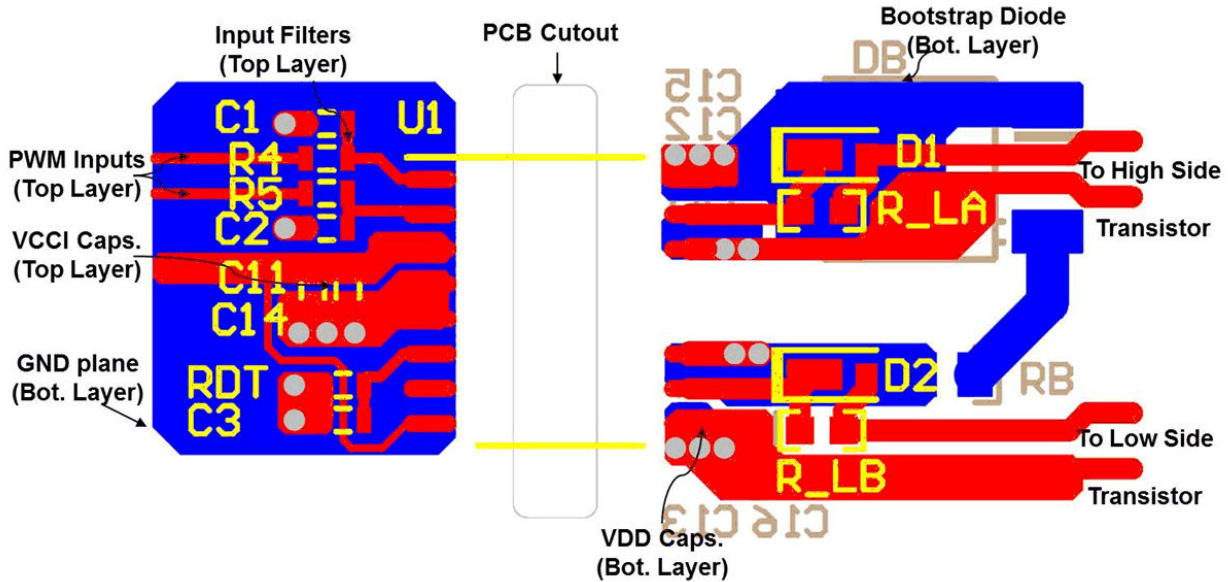 Bootstrap Diode
(Bot. Layer)
PCB Cutout
Input Filters
(Top Layer)
DB
C15
C12
C1
U1
PWM Inputs
(Top Layer)
R4
D1
To High Side
R5
R_LA
Transistor
C2
VCCI Caps.
(Top Layer)
C11
C14
GND plane
(Bot. Layer)
RDT
D2
RB
C3
To Low Side
R_LB
Transistor
C13
C16
VDD Caps.
(Bot. Layer)